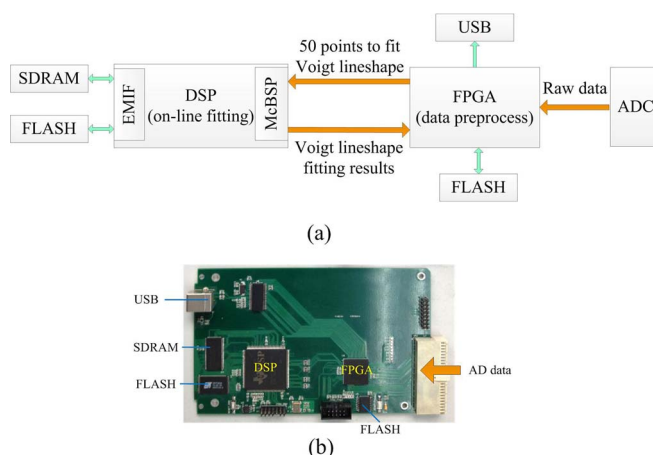 USB
50 points to fit
Voigt lineshape
SDRAM
EMIF
DSP
(on-line fitting)
McBSP
FPGA
(data preprocess)
Raw data
ADC
FLASH
Voigt lineshape
fitting results
FLASH
(a)
USB
SDRAM
DSP
FPGA
AD data
FLASH
FLASH
(b)